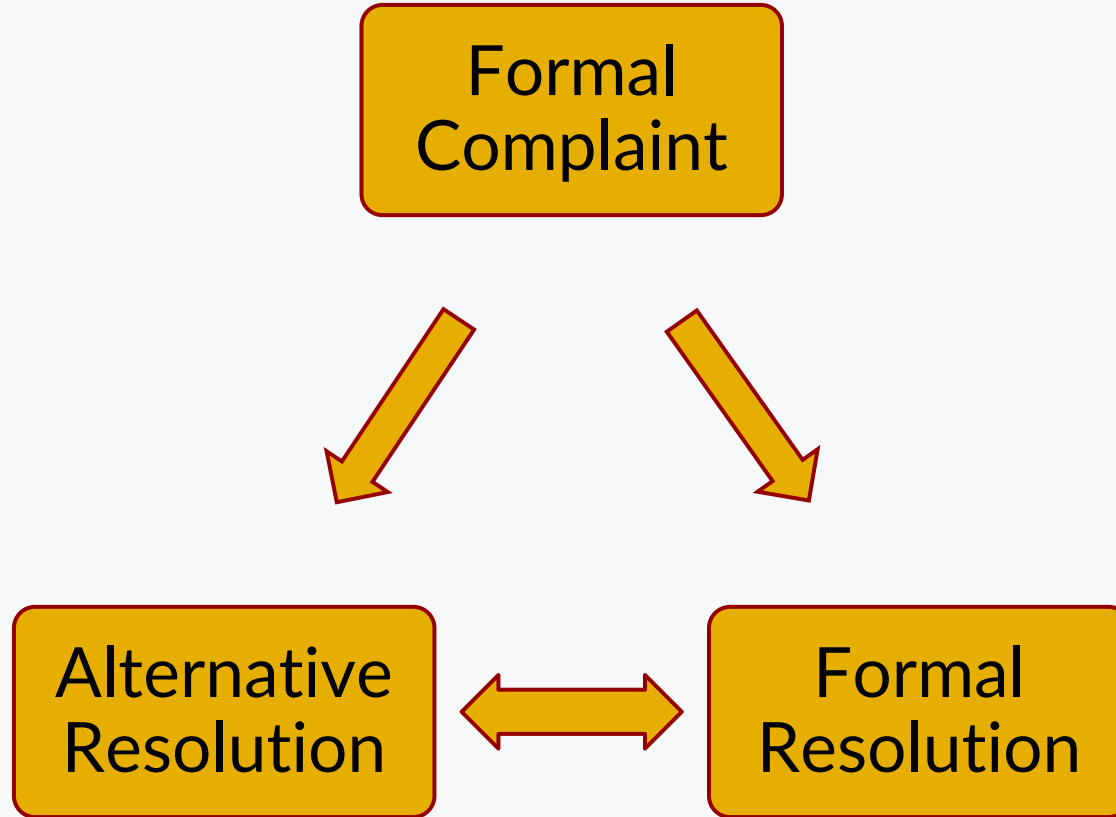 Formal
Complaint
Alternative
Resolution
Formal
Resolution